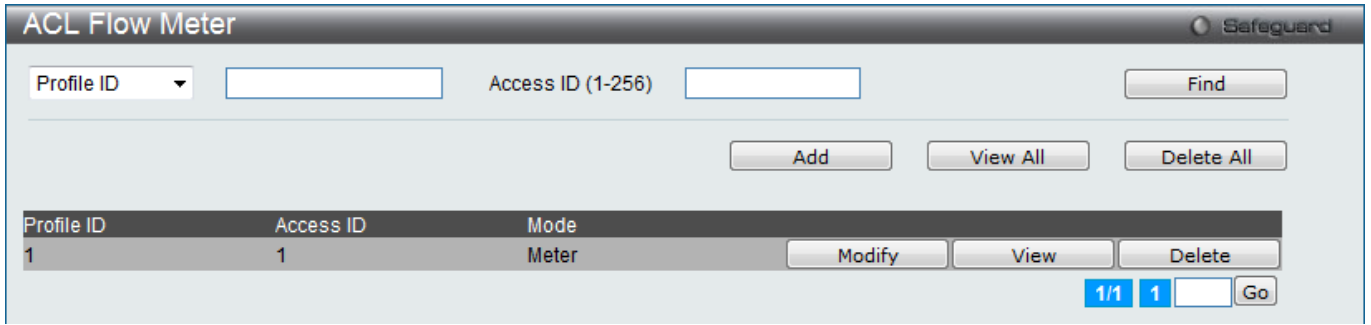 ACL Flow Meter Safeguard
Profile ID Access ID (1-256) Find
Add View All Delete All
Profile ID Access ID Mode
1 1 Meter Modify View Delete
1/1 1 Go